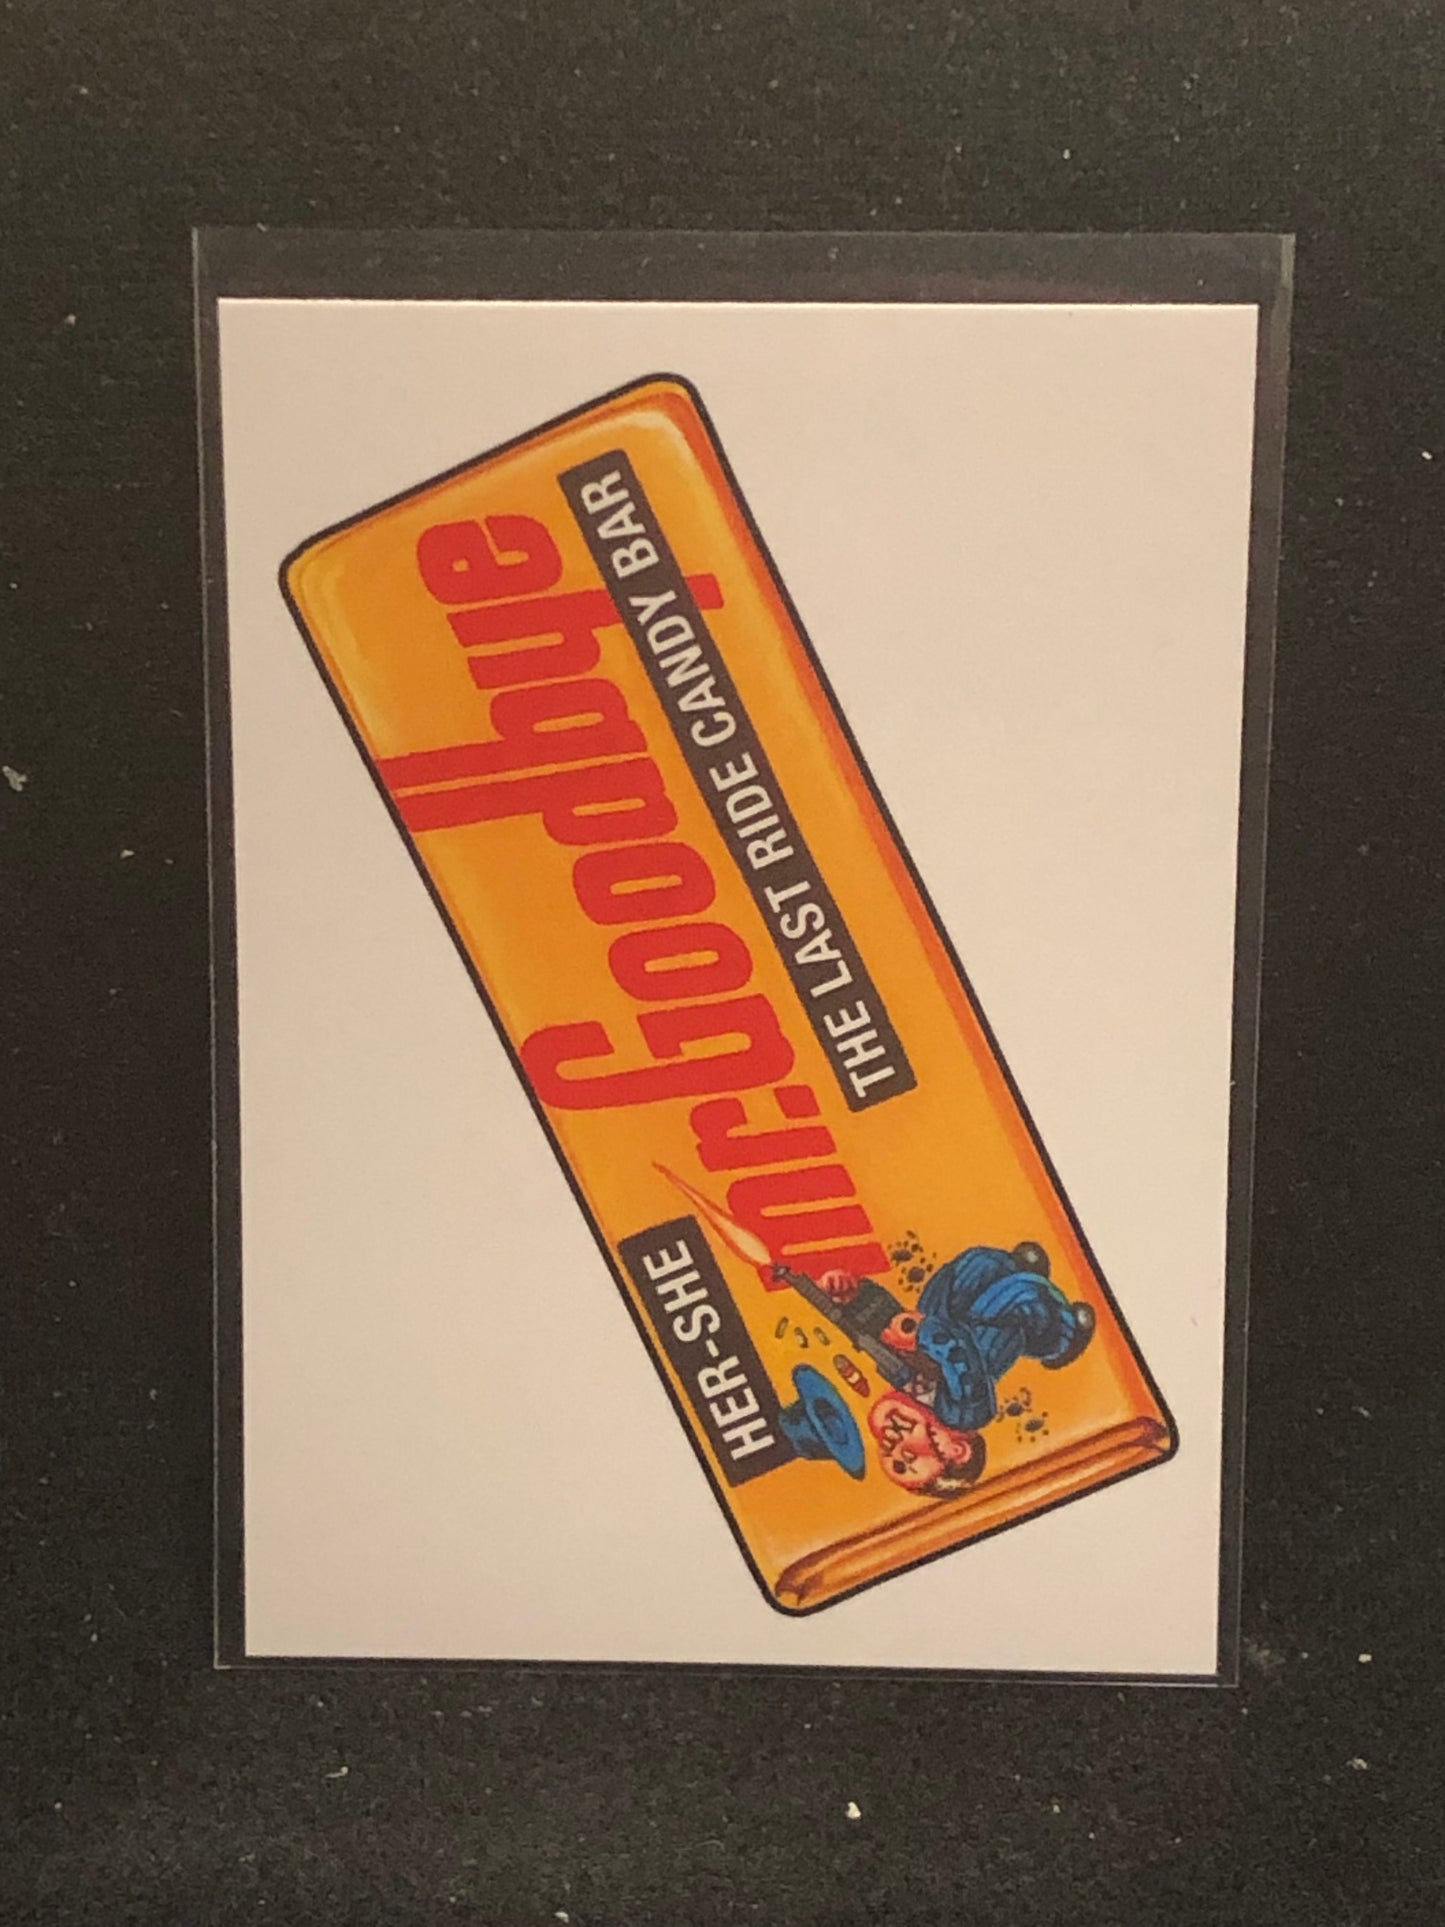 HER-SHE
mr.Goodbye
THE LAST RIDE CANDY BAR